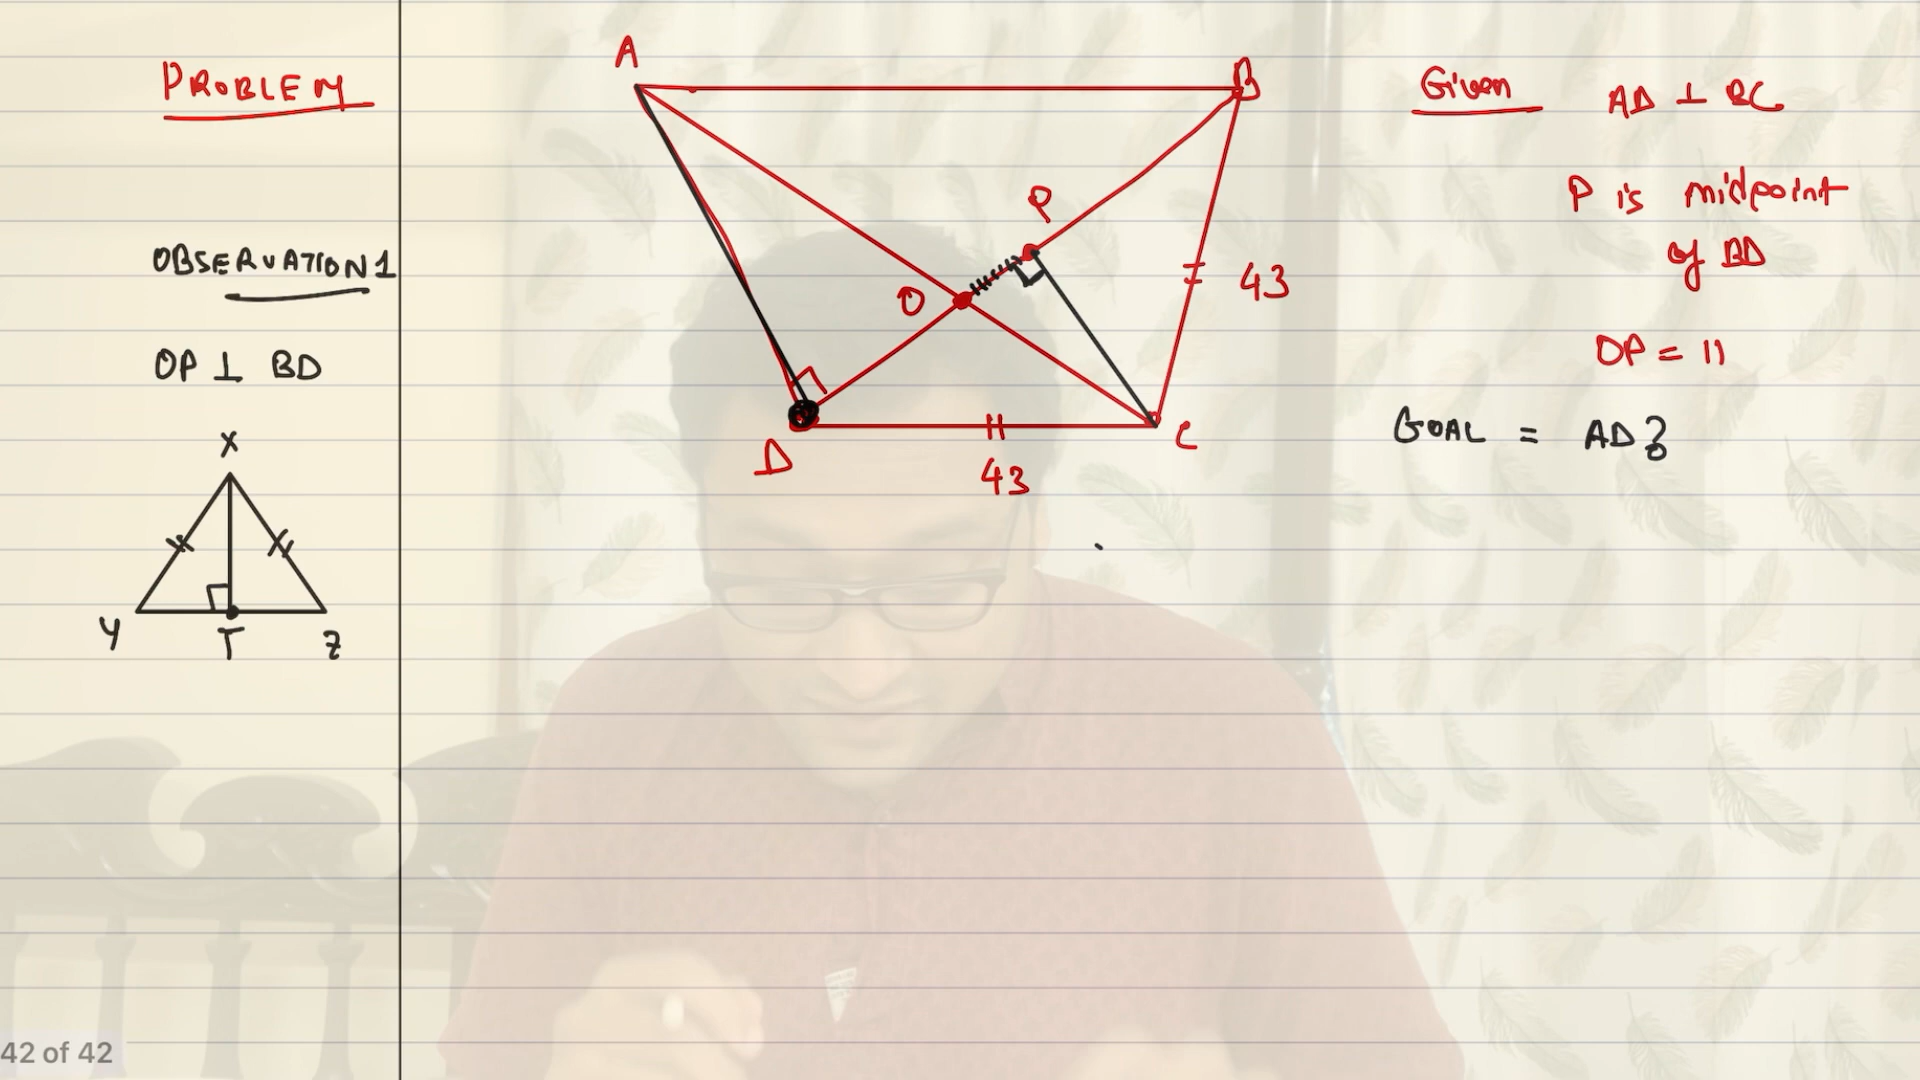 PROBLEM
OBSERVATION 1
OP ⊥ BD
X
Y
T
Z
A
B
P
O
43
D
C
43
Given AD ⊥ BC
P is midpoint
of BD
OP = 11
GOAL = AD?
42 of 42